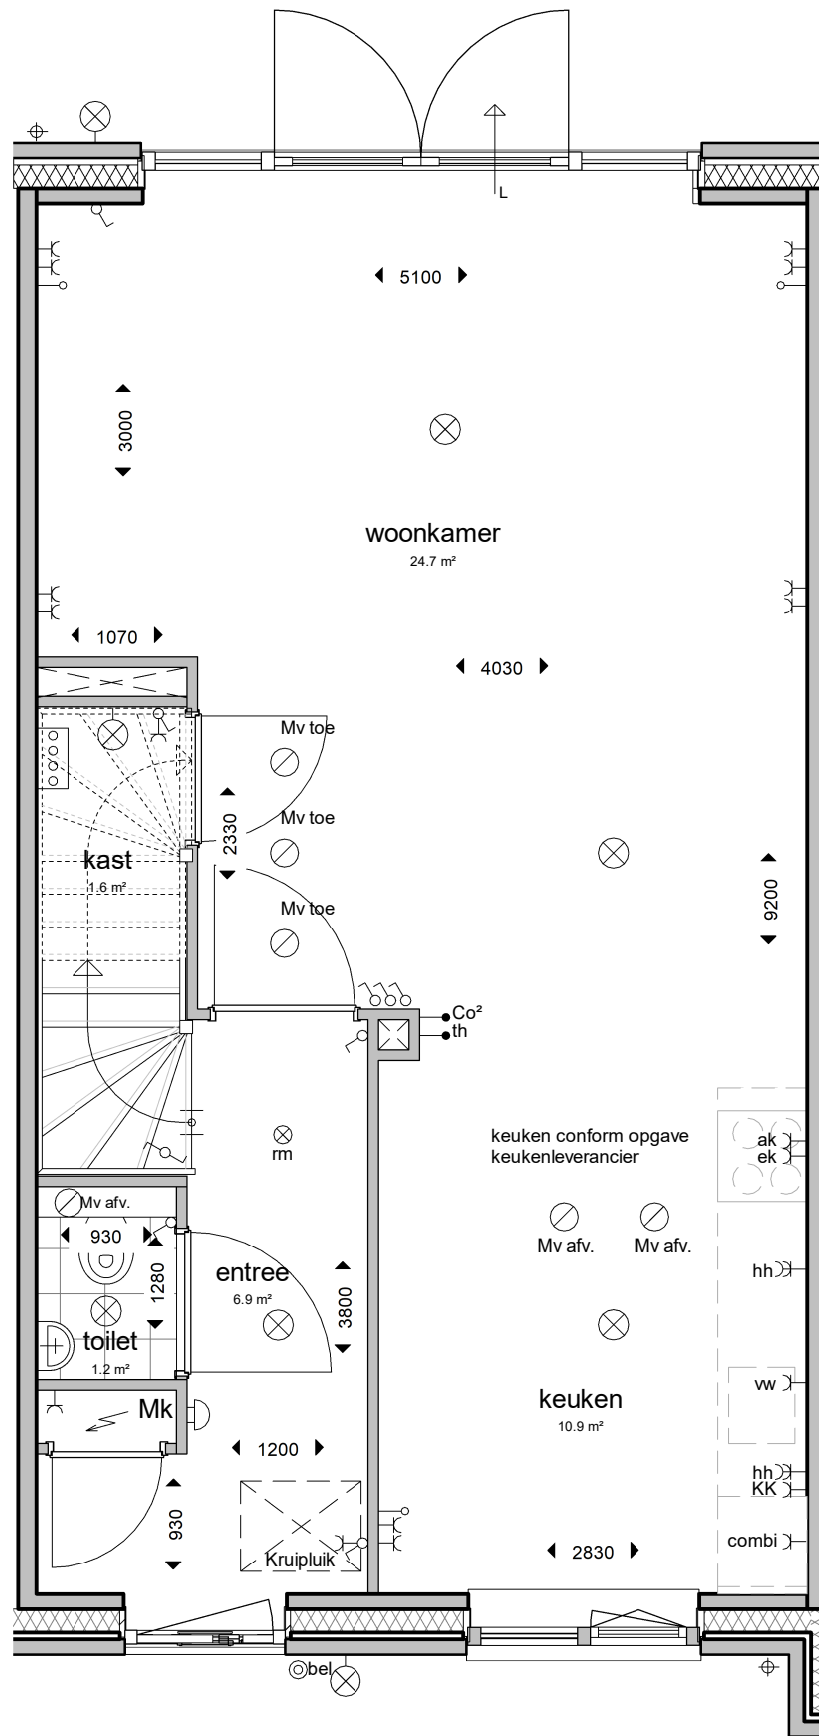 L
5100
3000
woonkamer
24.7 m²
1070
4030
Mv toe
2330
Mv toe
kast
1.6 m²
9200
Mv toe
Co²
th
rm
keuken conform opgave
keukenleverancier
ak
ek
Mv afv.
930
1280
entree
6.9 m²
3800
Mv afv.
Mv afv.
hh
toilet
1.2 m²
vw
keuken
10.9 m²
Mk
1200
hh
KK
930
Kruipluik
2830
combi
bel